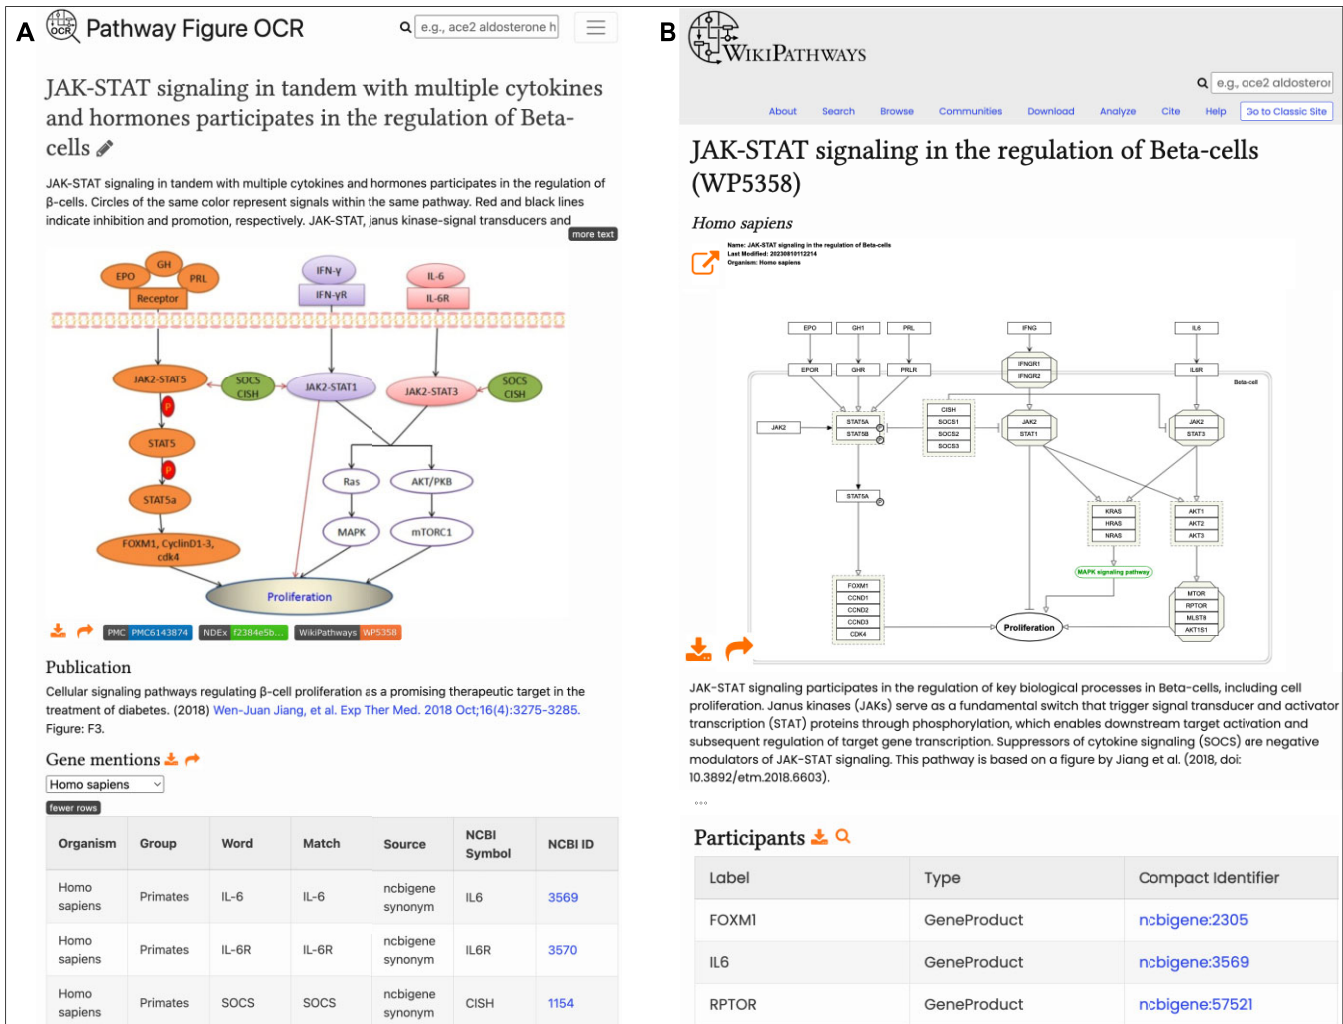 A
OCR
Pathway Figure OCR
e.g., ace2 aldosterone h
JAK-STAT signaling in tandem with multiple cytokines
and hormones participates in the regulation of Beta-
cells
JAK-STAT signaling in tandem with multiple cytokines and hormones participates in the regulation of
β-cells. Circles of the same color represent signals within the same pathway. Red and black lines
indicate inhibition and promotion, respectively. JAK-STAT, janus kinase-signal transducers and
more text
GH
EPO
PRL
Receptor
IFN-γ
IFN-γR
IL-6
IL-6R
JAK2-STAT5
SOCS
CISH
JAK2-STAT1
JAK2-STAT3
SOCS
CISH
P
STAT5
P
STAT5a
Ras
AKT/PKB
MAPK
mTORC1
FOXM1, CyclinD1-3,
cdk4
Proliferation
PMC PMC6143874 NDEx f2384e5b... WikiPathways WP5358
Publication
Cellular signaling pathways regulating β-cell proliferation as a promising therapeutic target in the
treatment of diabetes. (2018) Wen-Juan Jiang, et al. Exp Ther Med. 2018 Oct;16(4):3275-3285.
Figure: F3.
Gene mentions
Homo sapiens
fewer rows
Organism Group Word Match Source NCBI Symbol NCBI ID
Homo sapiens Primates IL-6 IL-6 ncbigene synonym IL6 3569
Homo sapiens Primates IL-6R IL-6R ncbigene synonym IL6R 3570
Homo sapiens Primates SOCS SOCS ncbigene synonym CISH 1154
B
WIKIPATHWAYS
e.g., ace2 aldosteror
About Search Browse Communities Download Analyze Cite Help Go to Classic Site
JAK-STAT signaling in the regulation of Beta-cells
(WP5358)
Homo sapiens
Name: JAK-STAT signaling in the regulation of Beta-cells
Last Modified: 20230810112214
Organism: Homo sapiens
EPO GH1 PRL IFNG IL6
EPOR GHR PRLR
IFNGR1
IFNGR2
IL6R
Beta-cell
JAK2
STAT5A
STAT5B
P
P
CISH
SOCS1
SOCS2
SOCS3
JAK2
STAT1
JAK2
STAT3
STAT5A
P
KRAS
HRAS
NRAS
AKT1
AKT2
AKT3
MAPK signaling pathway
FOXM1
CCND1
CCND2
CCND3
CDK4
Proliferation
MTOR
RPTOR
MLST8
AKT1S1
JAK-STAT signaling participates in the regulation of key biological processes in Beta-cells, including cell
proliferation. Janus kinases (JAKs) serve as a fundamental switch that trigger signal transducer and activator
transcription (STAT) proteins through phosphorylation, which enables downstream target activation and
subsequent regulation of target gene transcription. Suppressors of cytokine signaling (SOCS) are negative
modulators of JAK-STAT signaling. This pathway is based on a figure by Jiang et al. (2018, doi:
10.3892/etm.2018.6603).
...
Participants
Label Type Compact Identifier
FOXM1 GeneProduct ncbigene:2305
IL6 GeneProduct ncbigene:3569
RPTOR GeneProduct ncbigene:57521